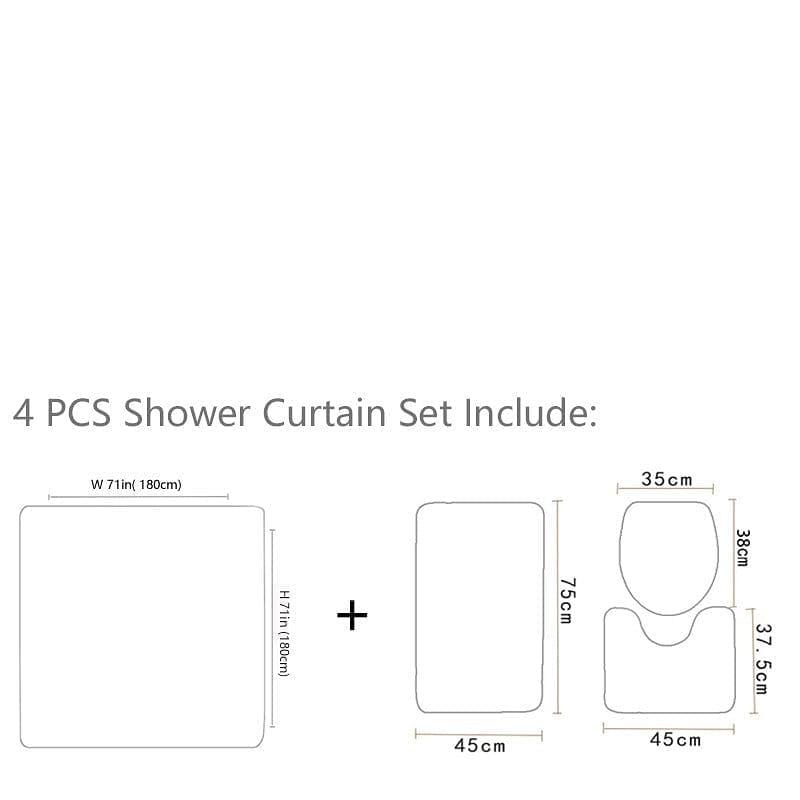 4 PCS Shower Curtain Set Include:
W 71in( 180cm)
H 71in (180cm)
+
75cm
45cm
35cm
38cm
37.5cm
45cm